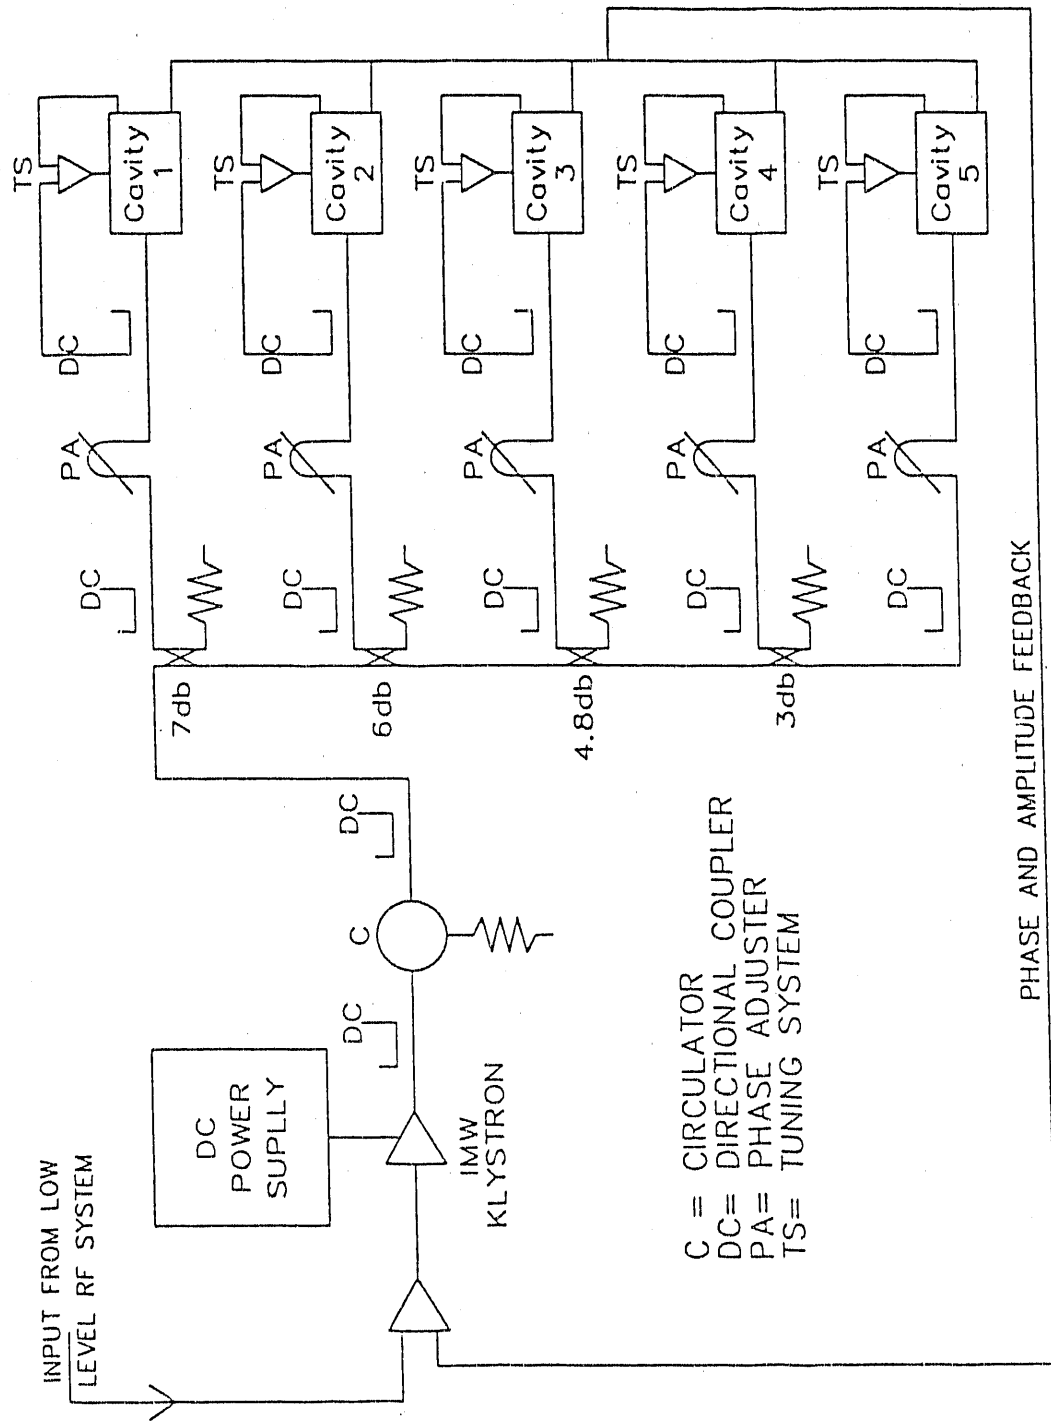 INPUT FROM LOW
LEVEL RF SYSTEM
DC
POWER
SUPLLY
IMW
KLYSTRON
DC
C
DC
7db
6db
4.8db
3db
DC
PA
DC
TS
Cavity
1
DC
PA
DC
TS
Cavity
2
DC
PA
DC
TS
Cavity
3
DC
PA
DC
TS
Cavity
4
DC
PA
DC
TS
Cavity
5
C = CIRCULATOR
DC= DIRECTIONAL COUPLER
PA= PHASE ADJUSTER
TS= TUNING SYSTEM
PHASE AND AMPLITUDE FEEDBACK